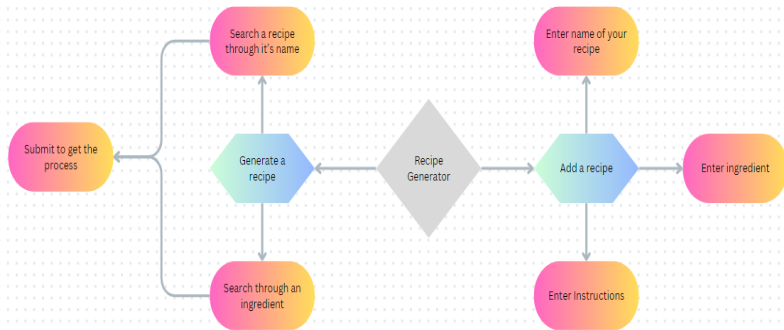 Search a recipe
through it's name
Enter name of your
recipe
Submit to get the
process
Generate a
recipe
Recipe
Generator
Add a recipe
Enter ingredient
Search through an
ingredient
Enter Instructions